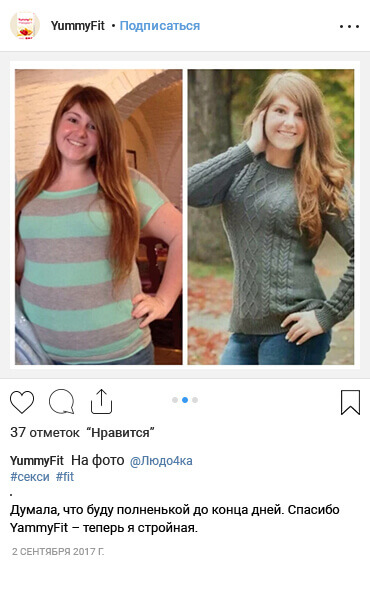 YummyFit • Подписаться
37 отметок “Нравится”
YummyFit На фото @Людо4ка
#секси #fit
.
Думала, что буду полненькой до конца дней. Спасибо
YammyFit – теперь я стройная.
2 СЕНТЯБРЯ 2017 Г.